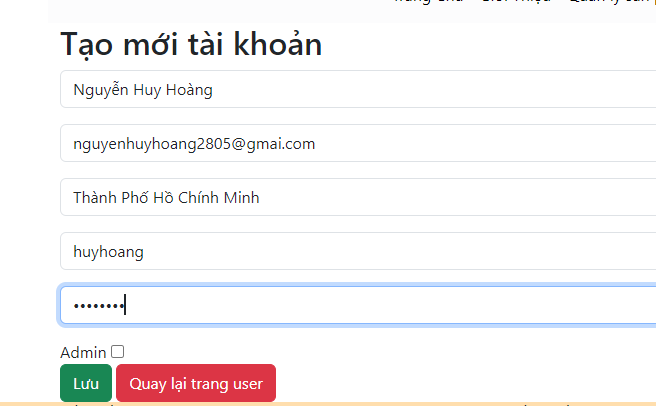 Tạo mới tài khoản
Nguyễn Huy Hoàng
nguyenhuyhoang2805@gmai.com
Thành Phố Hồ Chính Minh
huyhoang
••••••••
Admin
Lưu Quay lại trang user